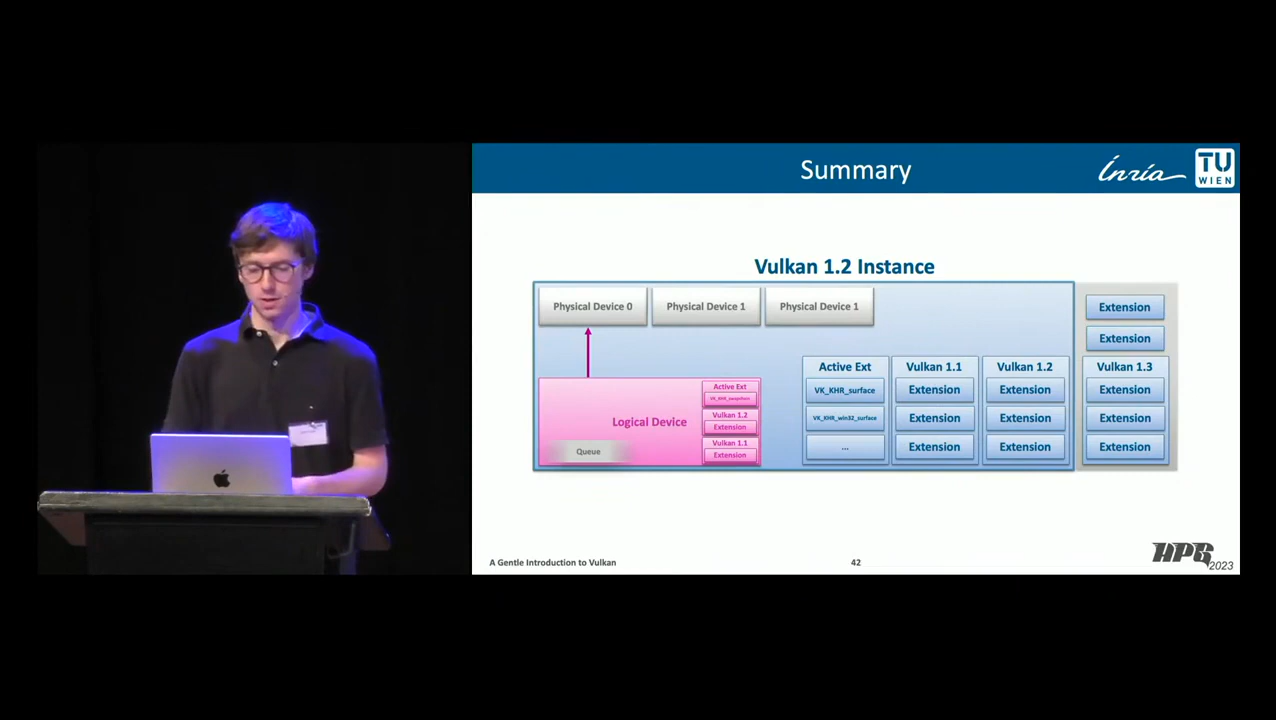 Summary
Inria
TU
WIEN
Vulkan 1.2 Instance
Physical Device 0
Physical Device 1
Physical Device 1
Extension
Extension
Active Ext
VK_KHR_surface
VK_KHR_win32_surface
...
Vulkan 1.1
Extension
Extension
Extension
Vulkan 1.2
Extension
Extension
Extension
Vulkan 1.3
Extension
Extension
Extension
Logical Device
Queue
Active Ext
VK_KHR_swapchain
Vulkan 1.2
Extension
Vulkan 1.1
Extension
A Gentle Introduction to Vulkan
42
HPG
2023